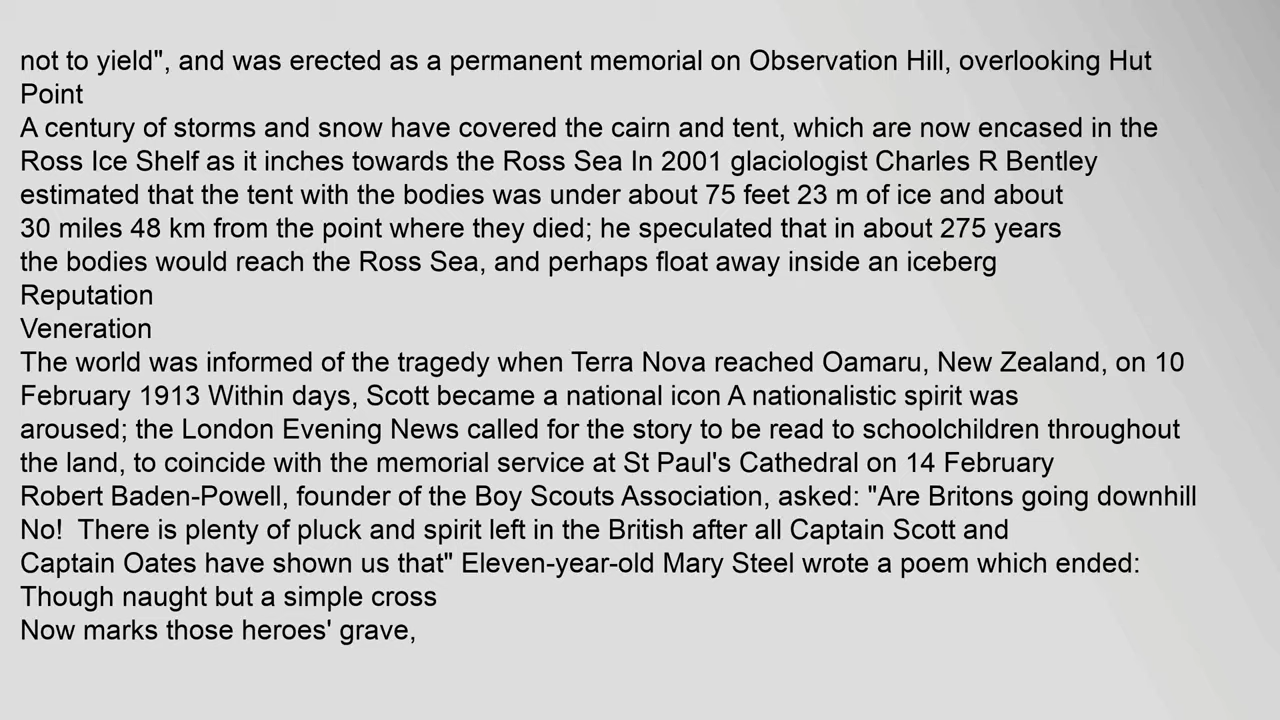 not to yield", and was erected as a permanent memorial on Observation Hill, overlooking Hut
Point
A century of storms and snow have covered the cairn and tent, which are now encased in the
Ross Ice Shelf as it inches towards the Ross Sea In 2001 glaciologist Charles R Bentley
estimated that the tent with the bodies was under about 75 feet 23 m of ice and about
30 miles 48 km from the point where they died; he speculated that in about 275 years
the bodies would reach the Ross Sea, and perhaps float away inside an iceberg
Reputation
Veneration
The world was informed of the tragedy when Terra Nova reached Oamaru, New Zealand, on 10
February 1913 Within days, Scott became a national icon A nationalistic spirit was
aroused; the London Evening News called for the story to be read to schoolchildren throughout
the land, to coincide with the memorial service at St Paul's Cathedral on 14 February
Robert Baden-Powell, founder of the Boy Scouts Association, asked: "Are Britons going downhill
No!  There is plenty of pluck and spirit left in the British after all Captain Scott and
Captain Oates have shown us that" Eleven-year-old Mary Steel wrote a poem which ended:
Though naught but a simple cross
Now marks those heroes' grave,